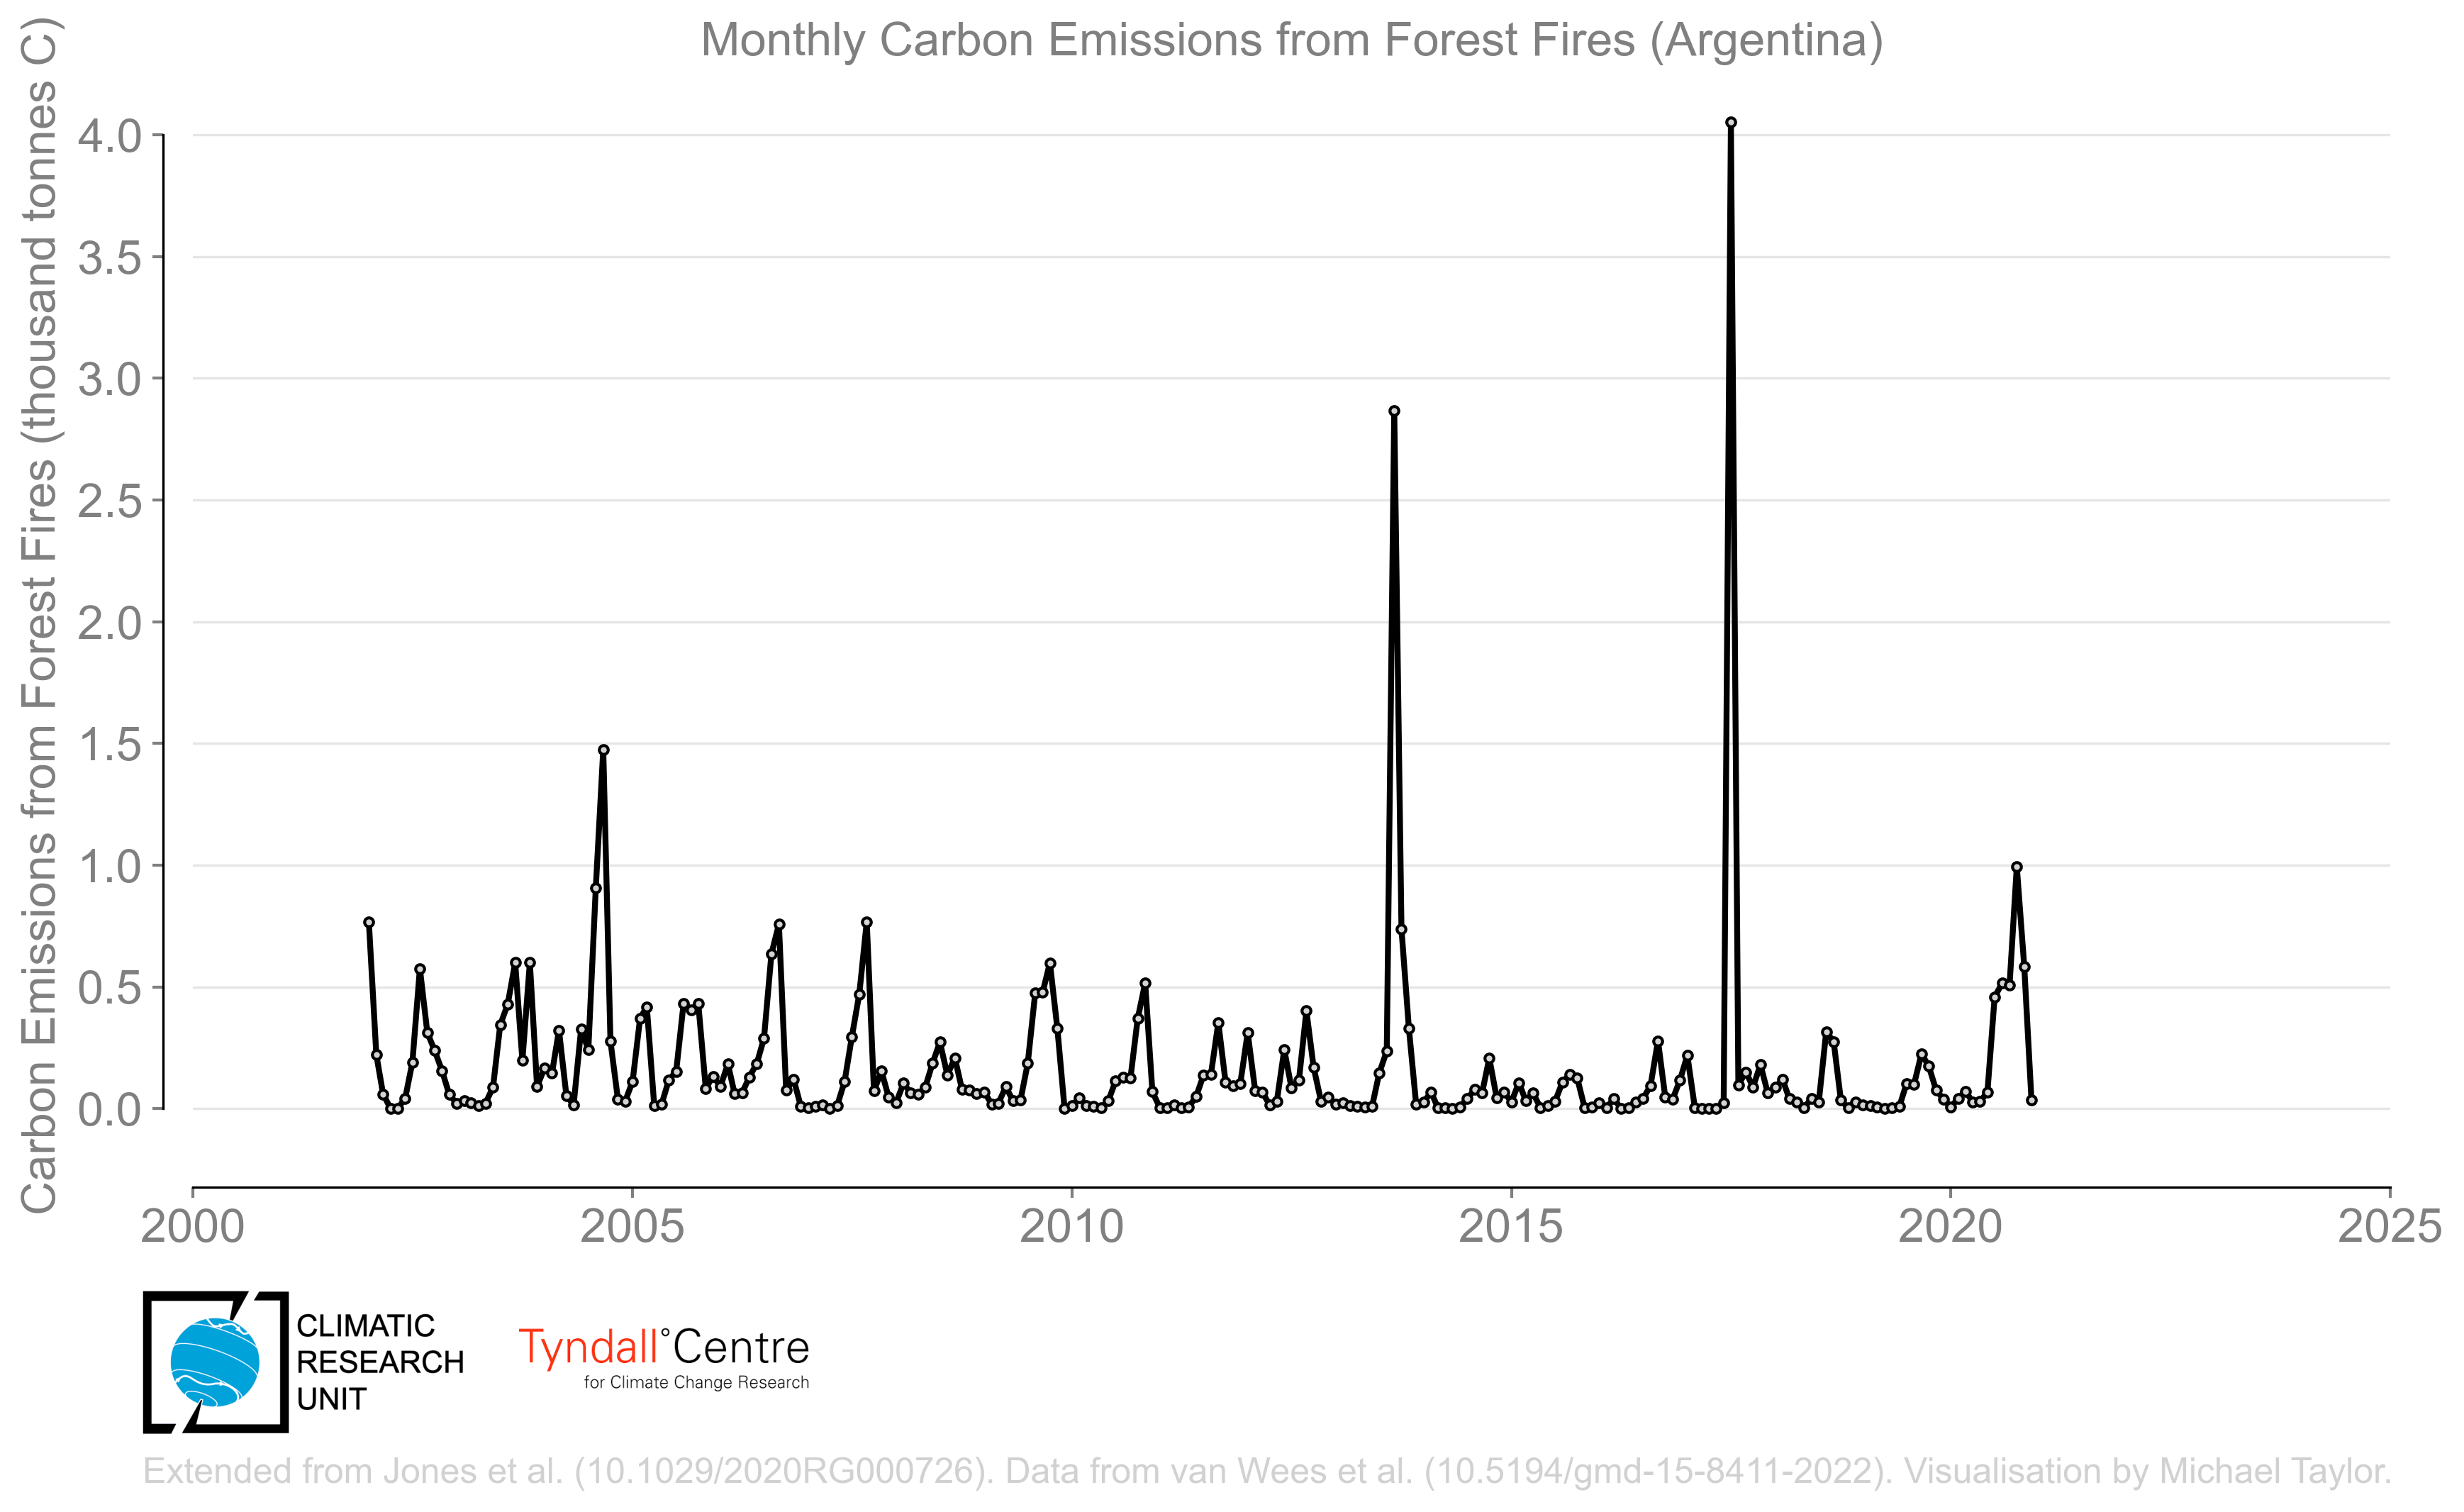 Monthly Carbon Emissions from Forest Fires (Argentina)
Carbon Emissions from Forest Fires (thousand tonnes C)
4.0
3.5
3.0
2.5
2.0
1.5
1.0
0.5
0.0
2000 2005 2010 2015 2020 2025
CLIMATIC
RESEARCH
UNIT
Tyndall°Centre
for Climate Change Research
Extended from Jones et al. (10.1029/2020RG000726). Data from van Wees et al. (10.5194/gmd-15-8411-2022). Visualisation by Michael Taylor.